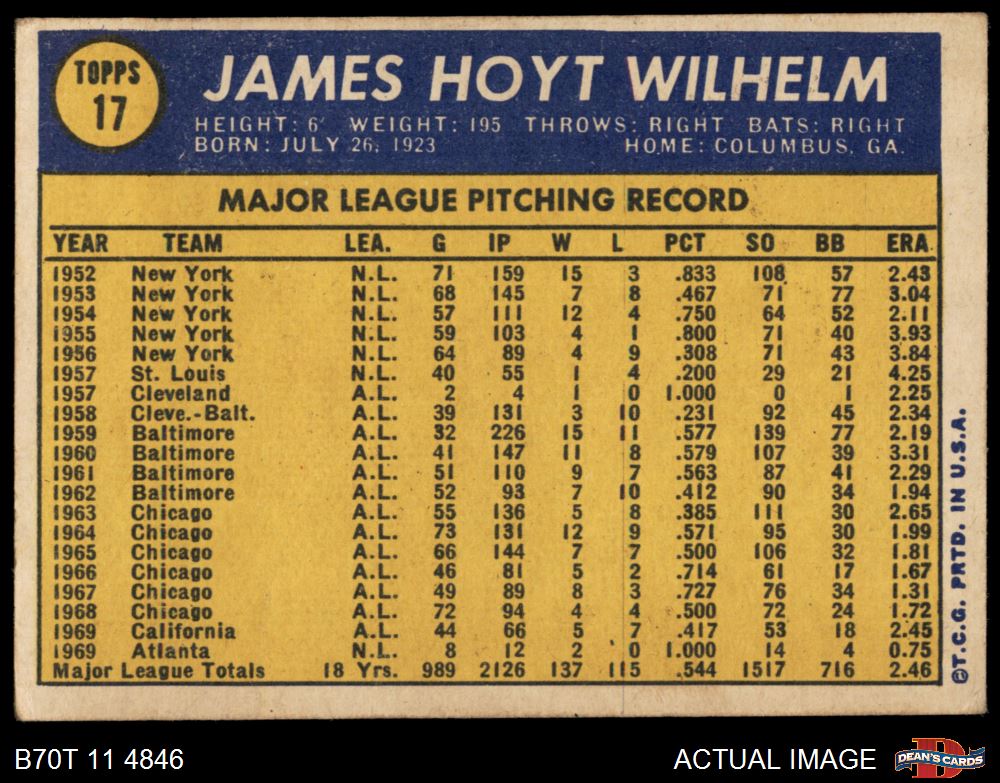 TOPPS
17
JAMES HOYT WILHELM
HEIGHT: 6' WEIGHT: 195 THROWS: RIGHT BATS: RIGHT
BORN: JULY 26, 1923 HOME: COLUMBUS, GA.
MAJOR LEAGUE PITCHING RECORD
YEAR TEAM LEA. G IP W L PCT SO BB ERA
1952 New York N.L. 71 159 15 3 .833 108 57 2.43
1953 New York N.L. 68 145 7 8 .467 71 77 3.04
1954 New York N.L. 57 111 12 4 .750 64 52 2.11
1955 New York N.L. 59 103 4 1 .800 71 40 3.93
1956 New York N.L. 64 89 4 9 .308 71 43 3.84
1957 St. Louis N.L. 40 55 1 4 .200 29 21 4.25
1957 Cleveland A.L. 2 4 1 0 1.000 0 1 2.25
1958 Cleve.-Balt. A.L. 39 131 3 10 .231 92 45 2.34
1959 Baltimore A.L. 32 226 15 11 .577 139 77 2.19
1960 Baltimore A.L. 41 147 11 8 .579 107 39 3.31
1961 Baltimore A.L. 51 110 9 7 .563 87 41 2.29
1962 Baltimore A.L. 52 93 7 10 .412 90 34 1.94
1963 Chicago A.L. 55 136 5 8 .385 111 30 2.65
1964 Chicago A.L. 73 131 12 9 .571 95 30 1.99
1965 Chicago A.L. 66 144 7 7 .500 106 32 1.81
1966 Chicago A.L. 46 81 5 2 .714 61 17 1.67
1967 Chicago A.L. 49 89 8 3 .727 76 34 1.31
1968 Chicago A.L. 72 94 4 4 .500 72 24 1.72
1969 California A.L. 44 66 5 7 .417 53 18 2.45
1969 Atlanta N.L. 8 12 2 0 1.000 14 4 0.75
Major League Totals 18 Yrs. 989 2126 137 115 .544 1517 716 2.46
©T.C.G. PRTD. IN U.S.A.
B70T 11 4846 ACTUAL IMAGE
D
DEAN'S CARDS